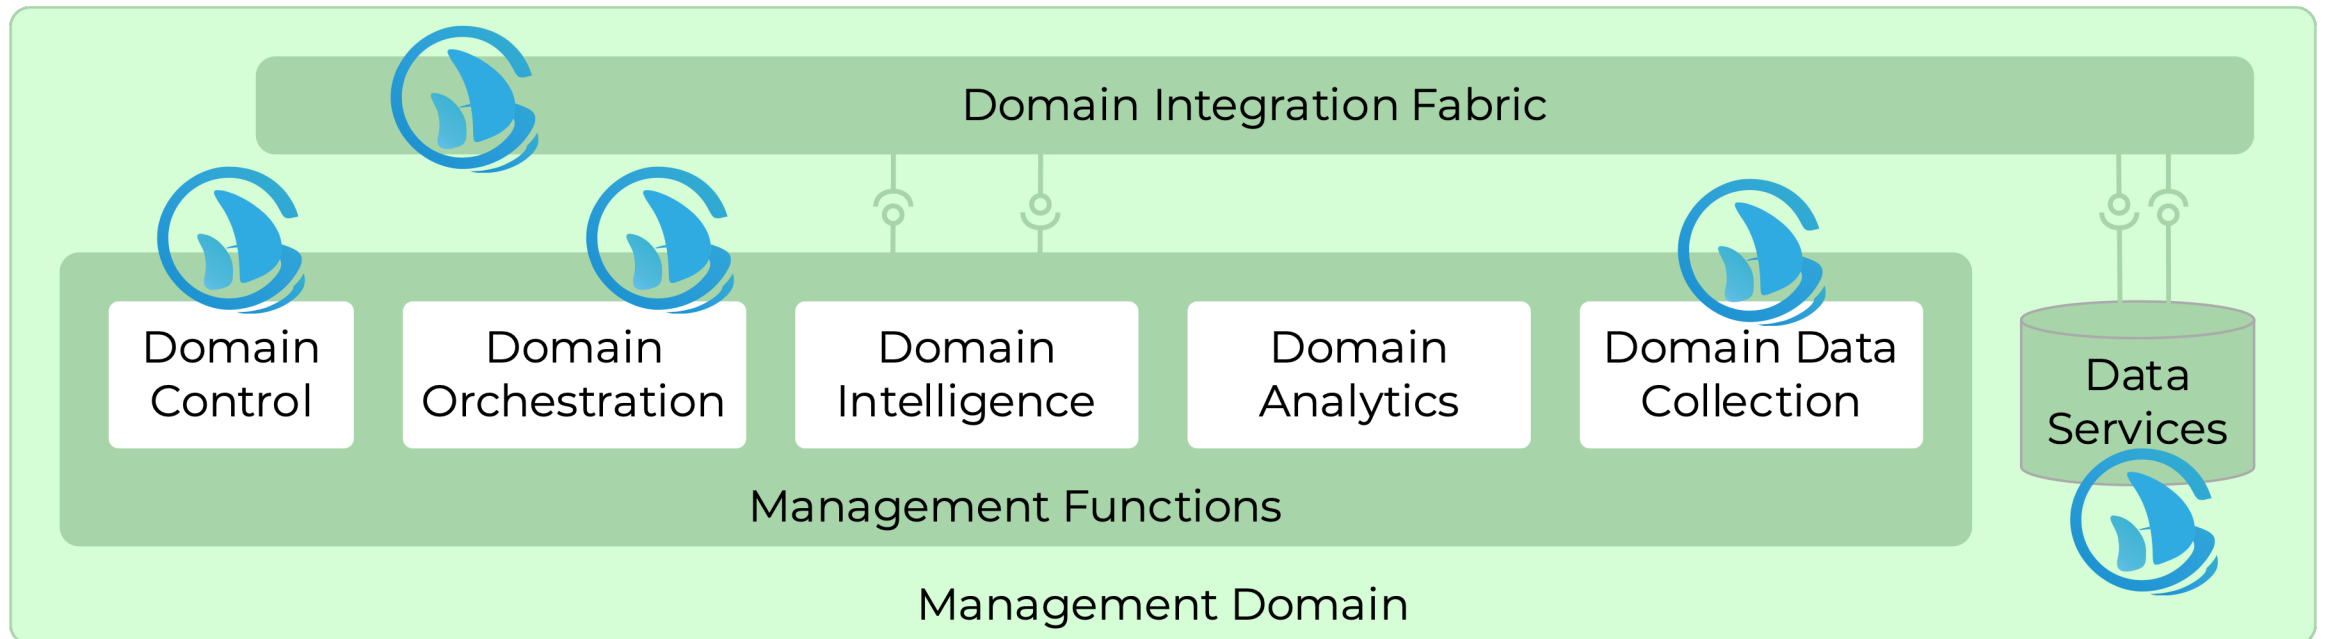 Domain Integration Fabric
Domain
Control
Domain
Orchestration
Domain
Intelligence
Domain
Analytics
Domain Data
Collection
Data
Services
Management Functions
Management Domain